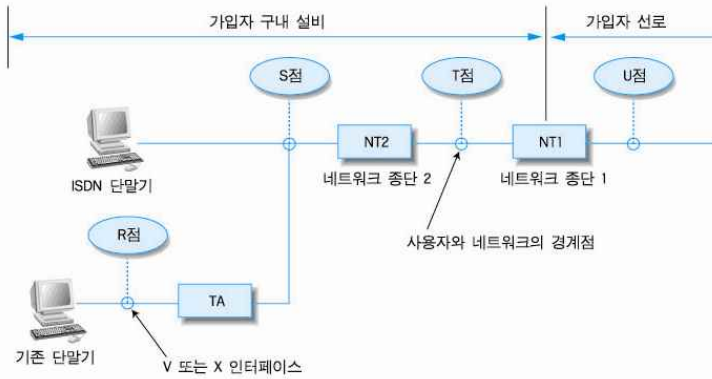 가입자 구내 설비
가입자 선로
S점
T점
U점
NT2
NT1
ISDN 단말기
네트워크 종단 2
네트워크 종단 1
R점
사용자와 네트워크의 경계점
TA
기존 단말기
V 또는 X 인터페이스